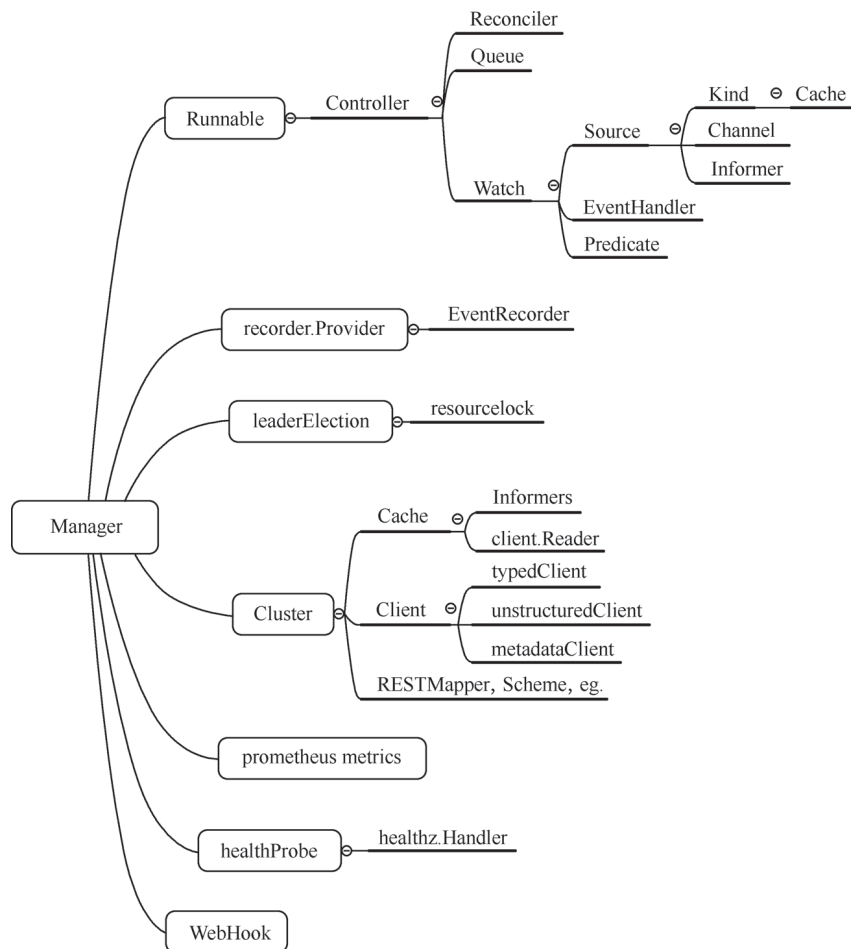 Manager
Runnable
Controller
Reconciler
Queue
Watch
Source
Kind
Cache
Channel
Informer
EventHandler
Predicate
recorder.Provider
EventRecorder
leaderElection
resourcelock
Cluster
Cache
Informers
client.Reader
Client
typedClient
unstructuredClient
metadataClient
RESTMapper, Scheme, eg.
prometheus metrics
healthProbe
healthz.Handler
WebHook